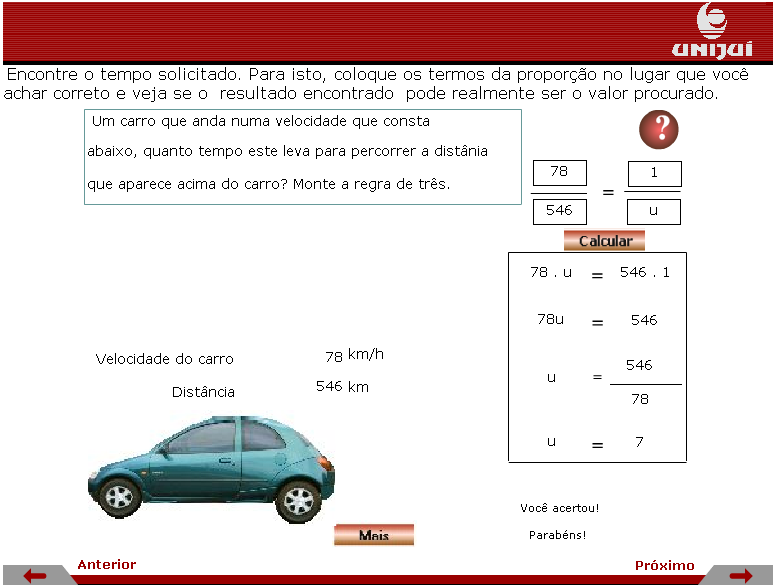 UNIJUÍ
Encontre o tempo solicitado. Para isto, coloque os termos da proporção no lugar que você
achar correto e veja se o resultado encontrado pode realmente ser o valor procurado.
Um carro que anda numa velocidade que consta
abaixo, quanto tempo este leva para percorrer a distânia
que aparece acima do carro? Monte a regra de três.
?
78 = 1
546 u
Calcular
78 . u = 546 . 1
78u = 546
u = 546
78
u = 7
Velocidade do carro 78 km/h
Distância 546 km
Você acertou!
Parabéns!
Mais
Anterior
Próximo